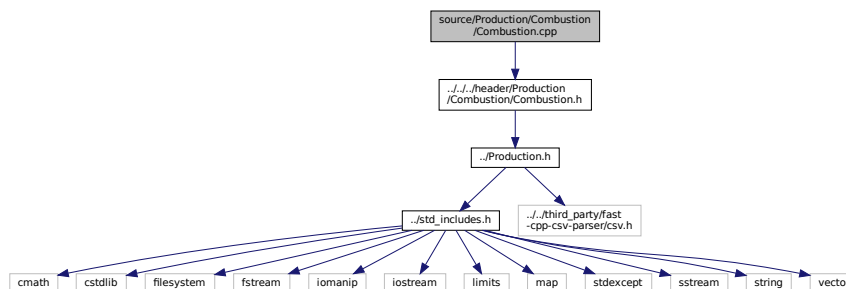 source/Production/Combustion
/Combustion.cpp
../../../header/Production
/Combustion/Combustion.h
../Production.h
../std_includes.h
../../third_party/fast
-cpp-csv-parser/csv.h
cmath
cstdlib
filesystem
fstream
iomanip
iostream
limits
map
stdexcept
sstream
string
vecto